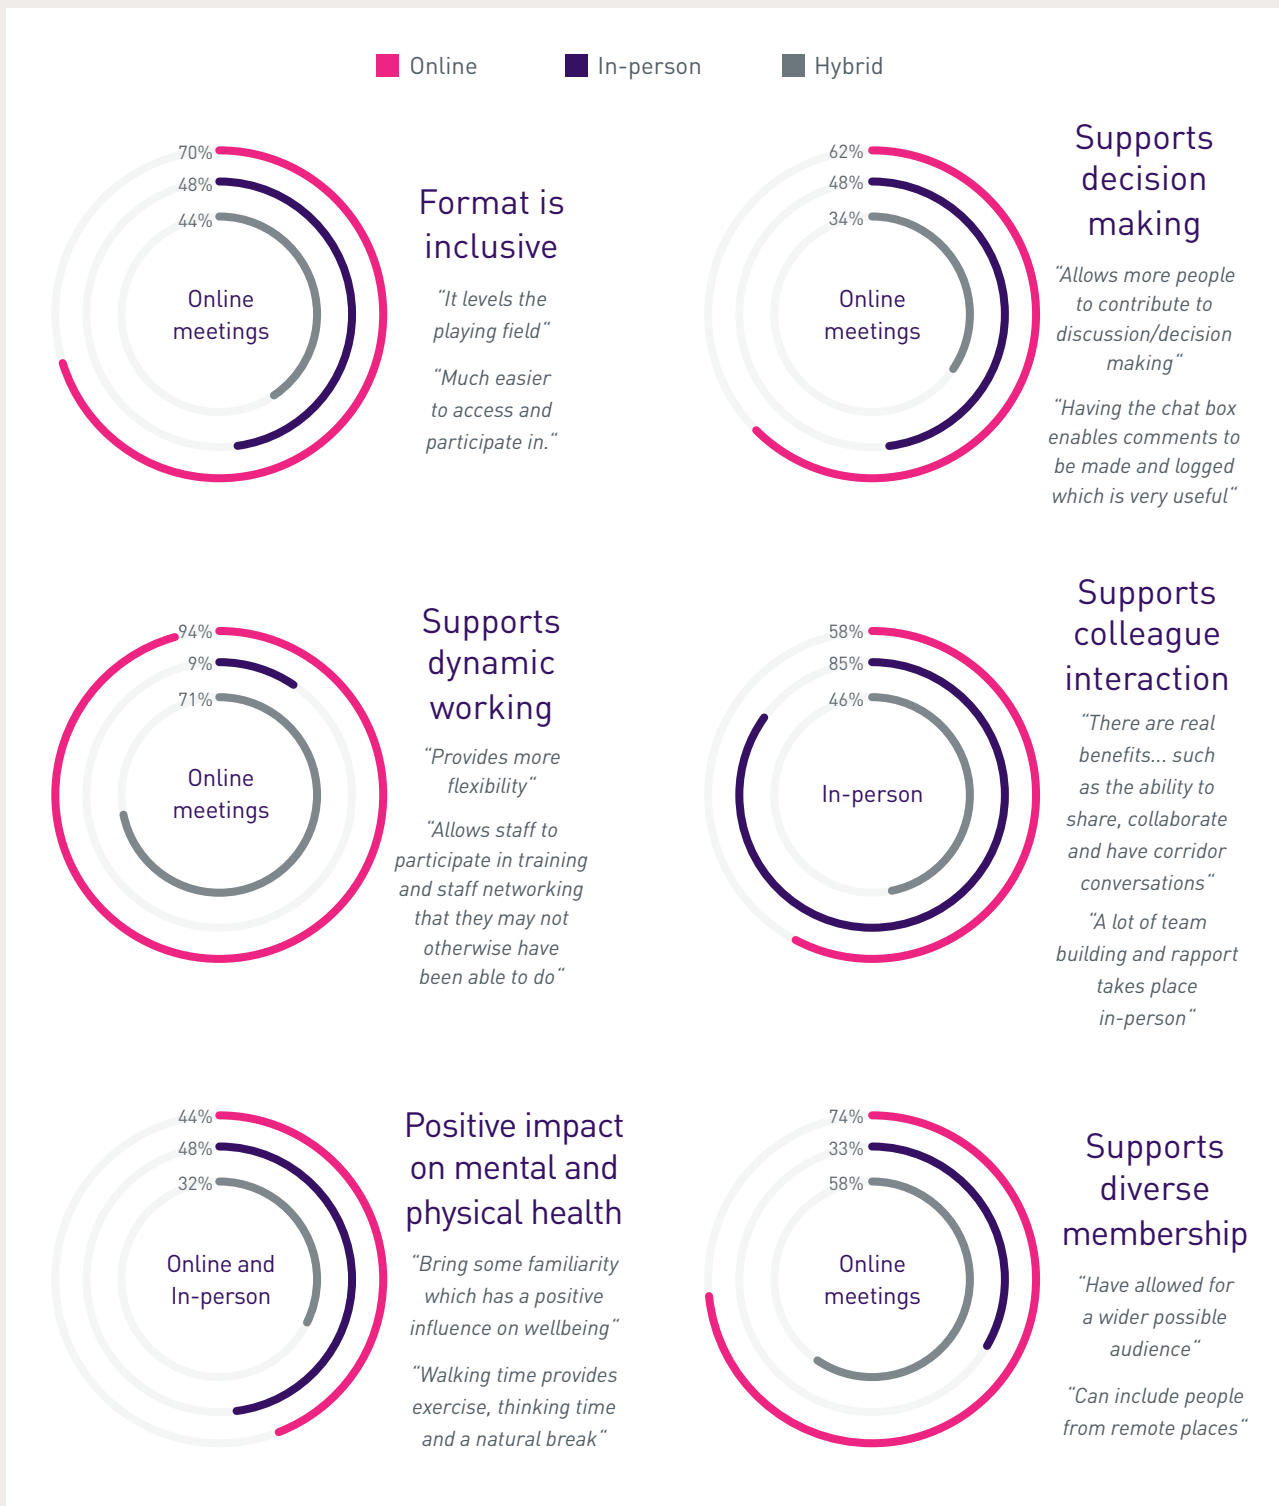 Online
In-person
Hybrid
70%
48%
44%
Online
meetings
Format is
inclusive
“It levels the
playing field“
“Much easier
to access and
participate in.“
62%
48%
34%
Online
meetings
Supports
decision
making
“Allows more people
to contribute to
discussion/decision
making“
“Having the chat box
enables comments to
be made and logged
which is very useful“
94%
9%
71%
Online
meetings
Supports
dynamic
working
“Provides more
flexibility“
“Allows staff to
participate in training
and staff networking
that they may not
otherwise have
been able to do“
58%
85%
46%
In-person
Supports
colleague
interaction
“There are real
benefits... such
as the ability to
share, collaborate
and have corridor
conversations“
“A lot of team
building and rapport
takes place
in-person“
44%
48%
32%
Online and
In-person
Positive impact
on mental and
physical health
“Bring some familiarity
which has a positive
influence on wellbeing“
“Walking time provides
exercise, thinking time
and a natural break“
74%
33%
58%
Online
meetings
Supports
diverse
membership
“Have allowed for
a wider possible
audience“
“Can include people
from remote places“